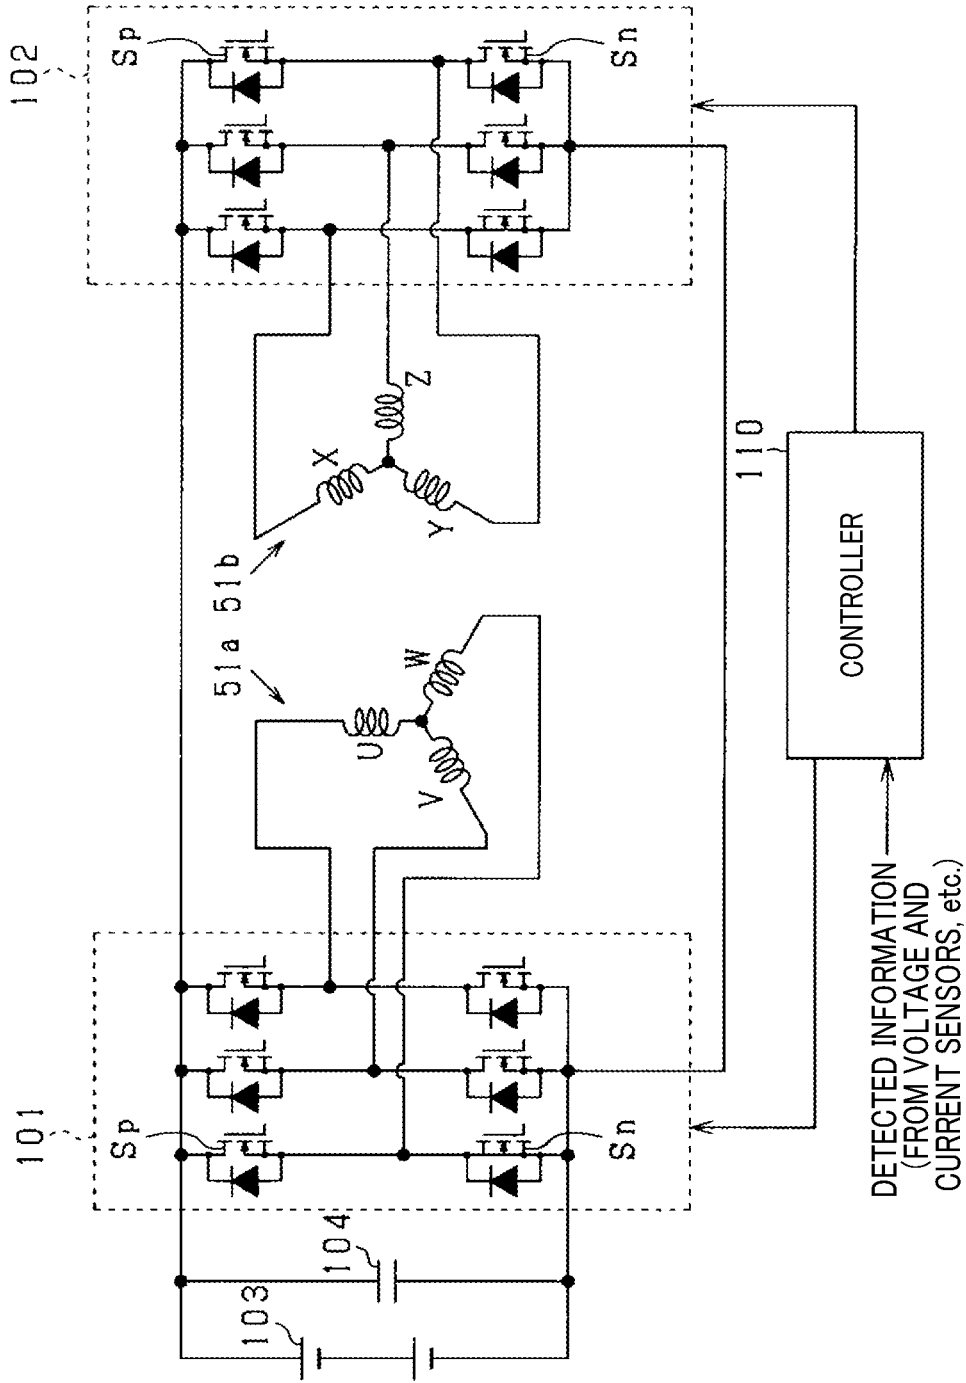 101
102
Sp
Sp
103
104
51a
51b
U
V
W
X
Y
Z
Sn
Sn
110
CONTROLLER
DETECTED INFORMATION
(FROM VOLTAGE AND
CURRENT SENSORS, etc.)